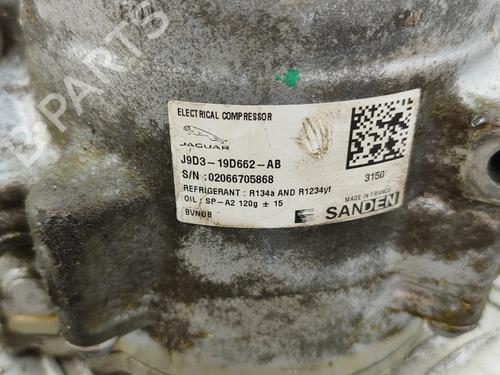 ELECTRICAL COMPRESSOR
JAGUAR
J9D3-19D662-AB
S/N :02066705868
3150
REFRIGERANT : R134a AND R1234yf
OIL : SP-A2 120g ± 15
MADE IN FRANCE
SANDEN
BVNUB